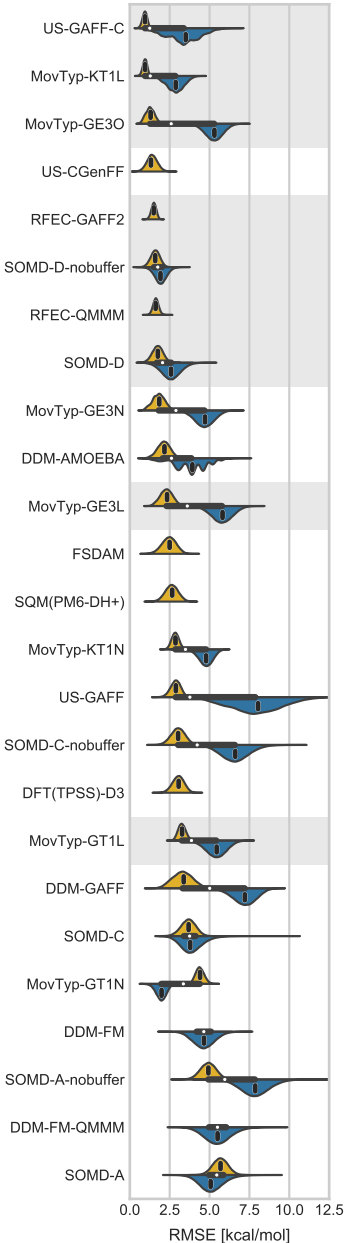 US-GAFF-C
MovTyp-KT1L
MovTyp-GE3O
US-CGenFF
RFEC-GAFF2
SOMD-D-nobuffer
RFEC-QMMM
SOMD-D
MovTyp-GE3N
DDM-AMOEBA
MovTyp-GE3L
FSDAM
SQM(PM6-DH+)
MovTyp-KT1N
US-GAFF
SOMD-C-nobuffer
DFT(TPSS)-D3
MovTyp-GT1L
DDM-GAFF
SOMD-C
MovTyp-GT1N
DDM-FM
SOMD-A-nobuffer
DDM-FM-QMMM
SOMD-A
0.0 2.5 5.0 7.5 10.0 12.5
RMSE [kcal/mol]